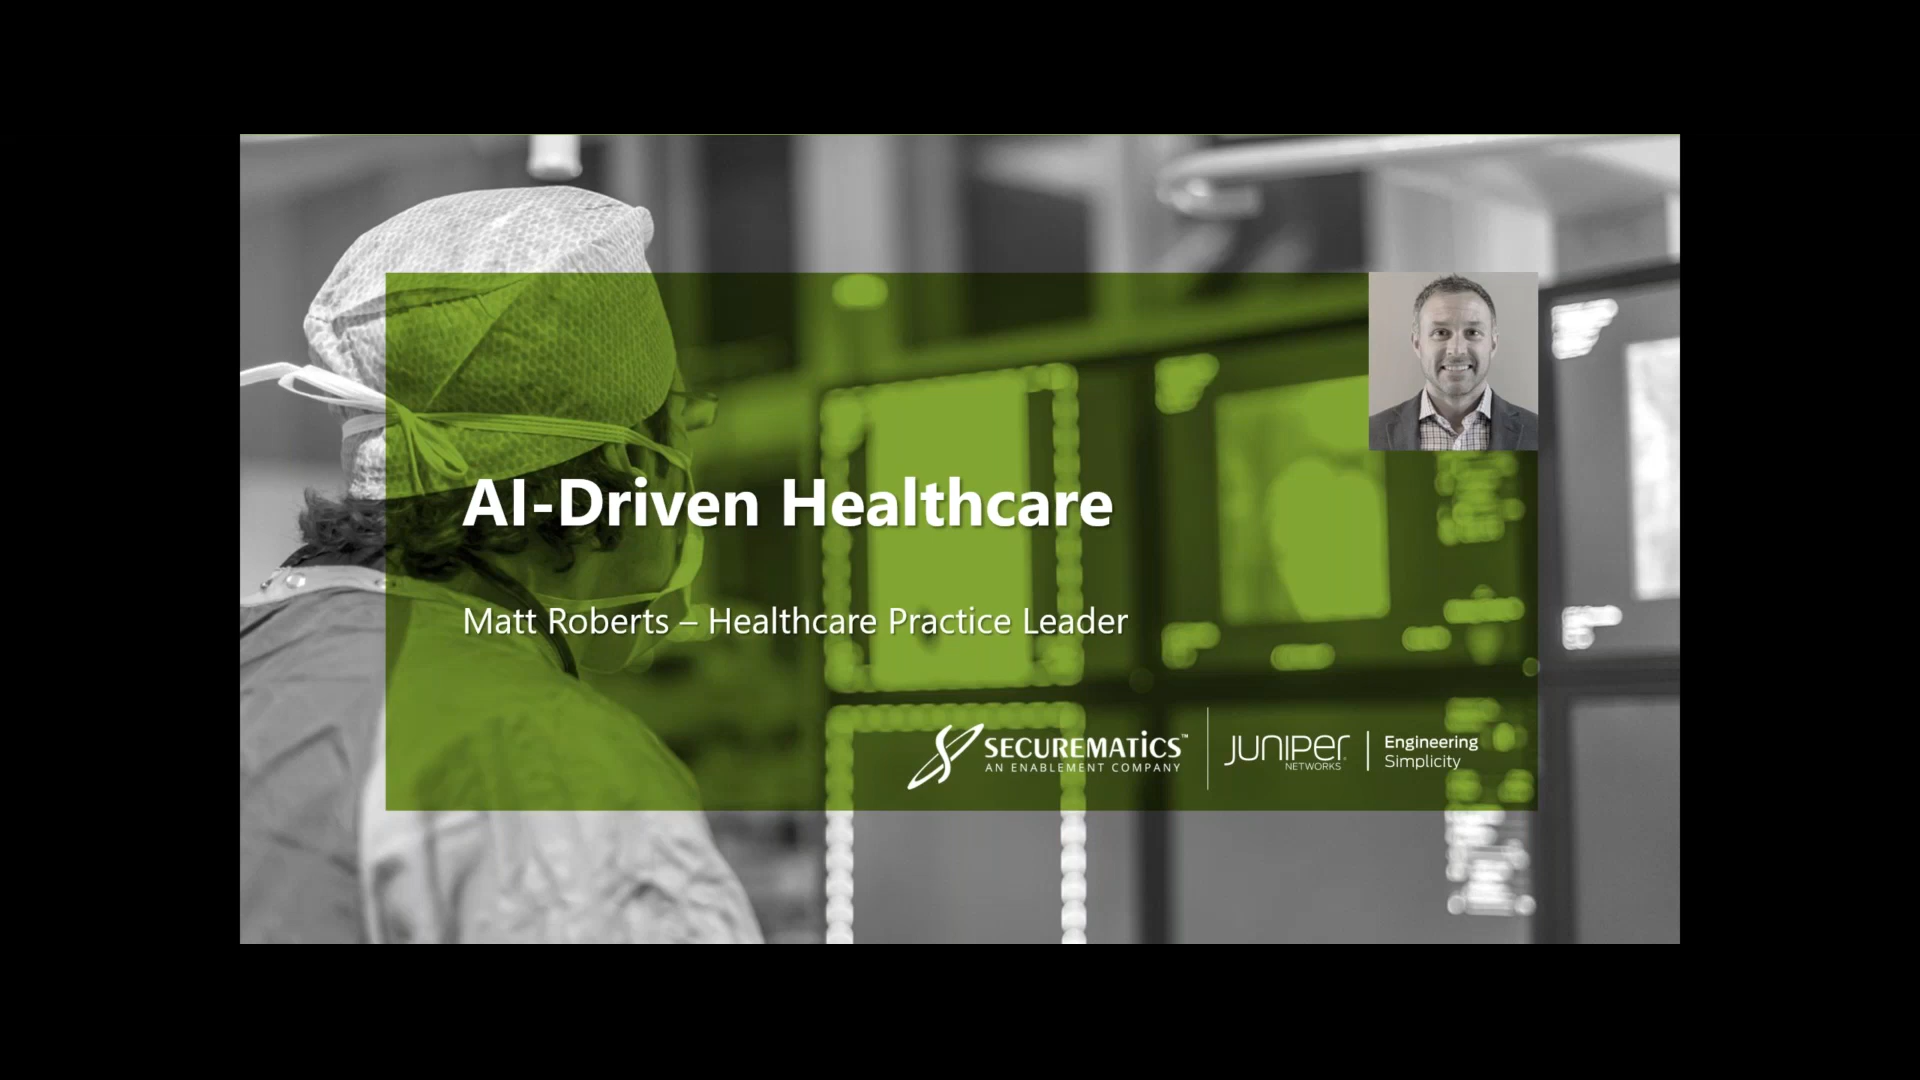 AI-Driven Healthcare
Matt Roberts – Healthcare Practice Leader
SECUREMATICS™
AN ENABLEMENT COMPANY
JUNIPER
NETWORKS
Engineering
Simplicity